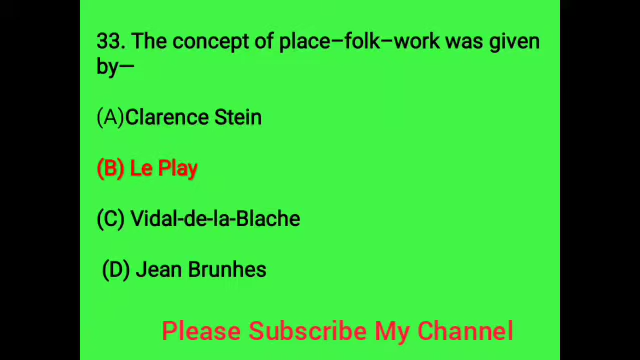 33. The concept of place–folk–work was given
by—
(A)Clarence Stein
(B) Le Play
(C) Vidal-de-la-Blache
(D) Jean Brunhes
Please Subscribe My Channel